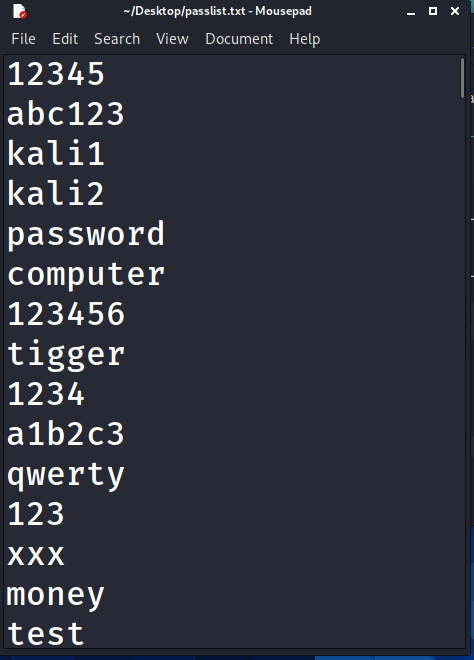 ~/Desktop/passlist.txt - Mousepad
File Edit Search View Document Help
12345
abc123
kali1
kali2
password
computer
123456
tigger
1234
a1b2c3
qwerty
123
xxx
money
test